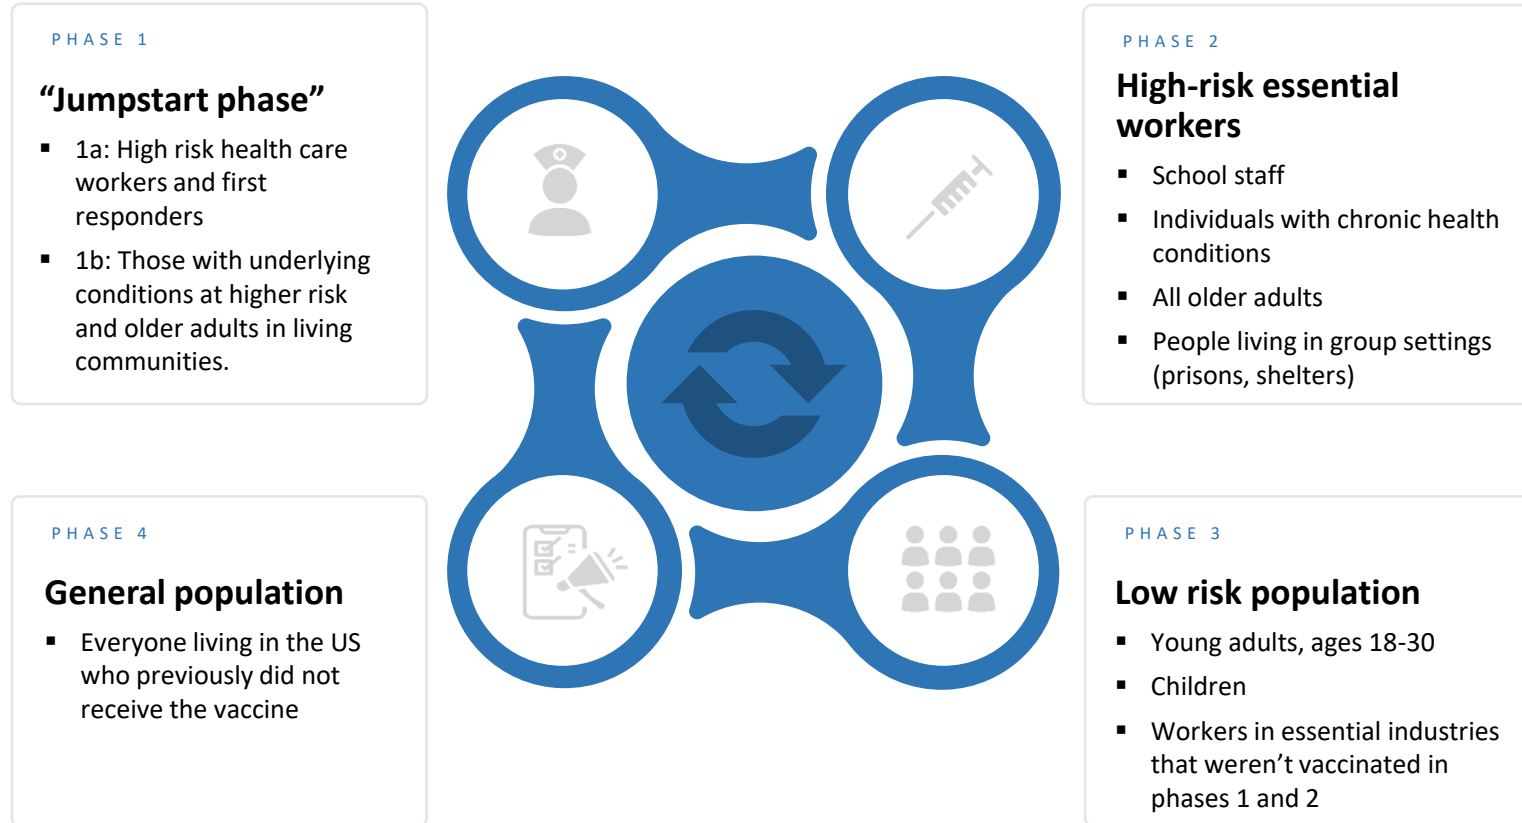 PHASE 1
“Jumpstart phase”
▪ 1a: High risk health care
workers and first
responders
▪ 1b: Those with underlying
conditions at higher risk
and older adults in living
communities.
PHASE 2
High-risk essential
workers
▪ School staff
▪ Individuals with chronic health
conditions
▪ All older adults
▪ People living in group settings
(prisons, shelters)
PHASE 3
Low risk population
▪ Young adults, ages 18-30
▪ Children
▪ Workers in essential industries
that weren’t vaccinated in
phases 1 and 2
PHASE 4
General population
▪ Everyone living in the US
who previously did not
receive the vaccine